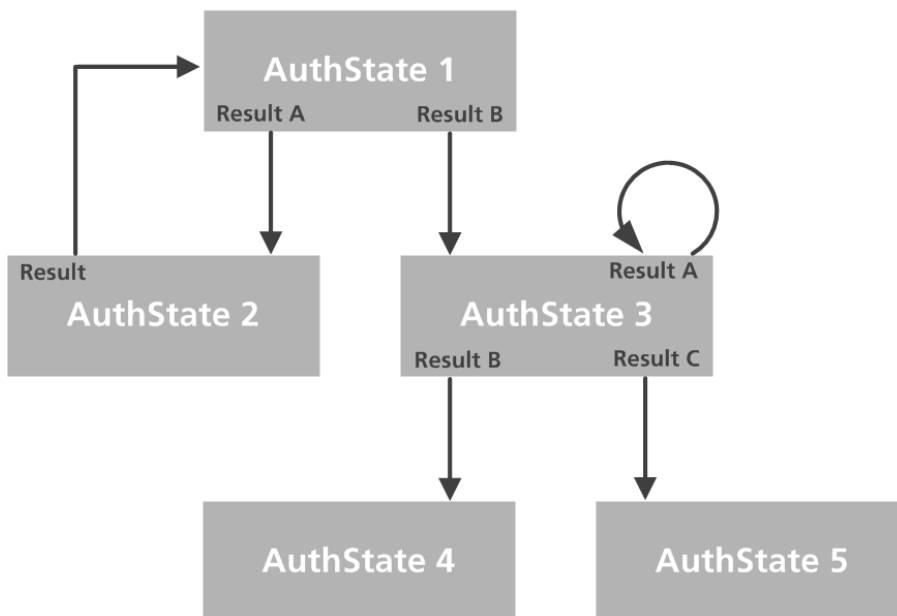 AuthState 1
Result A
Result B
Result
AuthState 2
Result A
AuthState 3
Result B
Result C
AuthState 4
AuthState 5